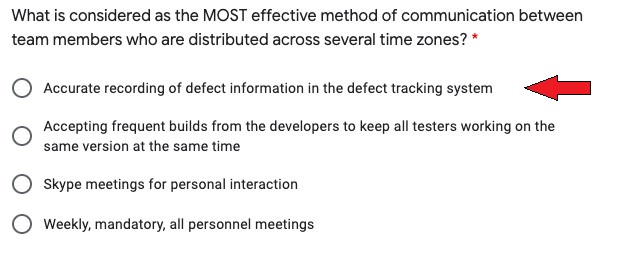 What is considered as the MOST effective method of communication between
team members who are distributed across several time zones? *
Accurate recording of defect information in the defect tracking system
Accepting frequent builds from the developers to keep all testers working on the
same version at the same time
Skype meetings for personal interaction
Weekly, mandatory, all personnel meetings